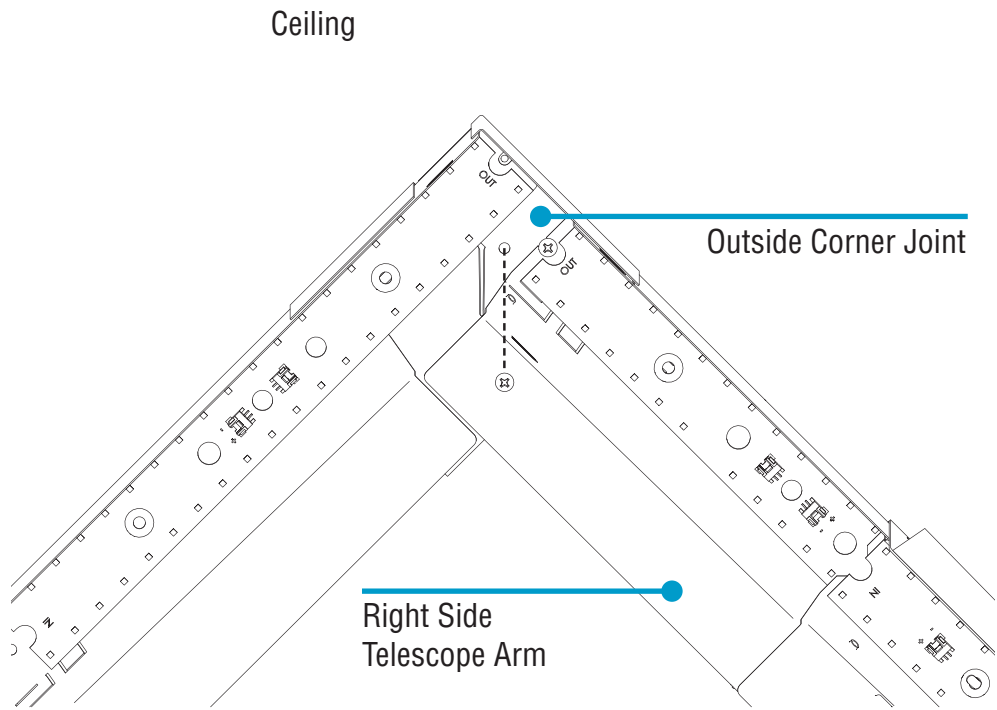 Ceiling
OUT
Outside Corner Joint
OUT
Right Side
Telescope Arm
IN
IN